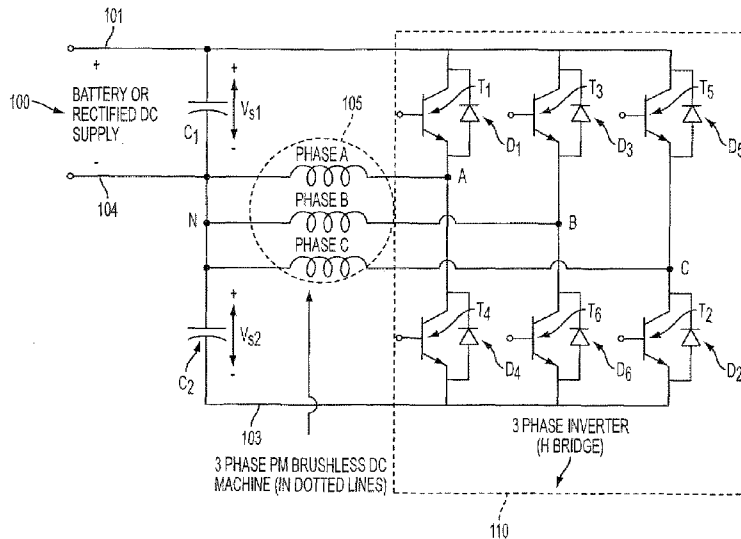 101
+
100
BATTERY OR
RECTIFIED DC
SUPPLY
-
104
C1
+
Vs1
-
105
PHASE A
PHASE B
PHASE C
N
A
B
C
T1
D1
T3
D3
T5
D5
T4
D4
T6
D6
T2
D2
+
Vs2
-
C2
103
3 PHASE PM BRUSHLESS DC
MACHINE (IN DOTTED LINES)
3 PHASE INVERTER
(H BRIDGE)
110